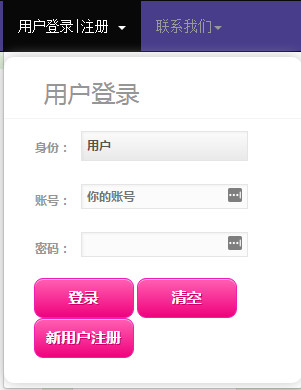 用户登录|注册 联系我们
用户登录
身份： 用户
账号： 你的账号
密码：
登录 清空
新用户注册